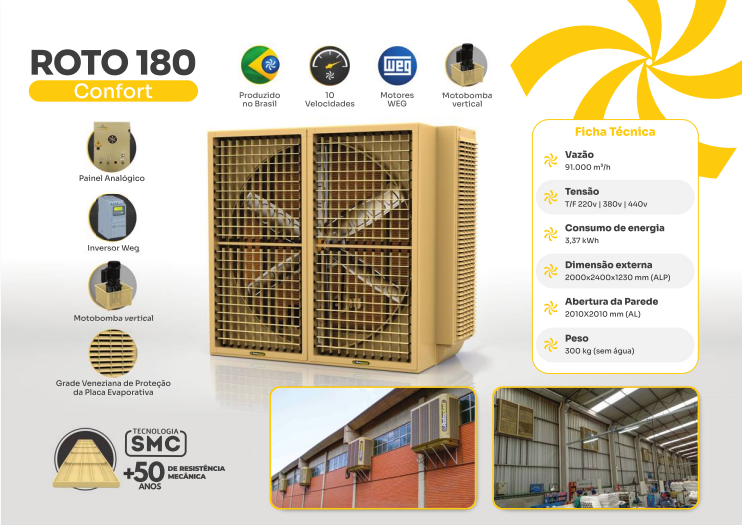 ROTO 180
Confort
Produzido
no Brasil
10
Velocidades
weg
Motores
WEG
Motobomba
vertical
Painel Analógico
Inversor Weg
Motobomba vertical
Grade Veneziana de Proteção
da Placa Evaporativa
TECNOLOGIA
SMC
+50
ANOS
DE RESISTÊNCIA
MECÂNICA
Ficha Técnica
Vazão
91.000 m³/h
Tensão
T/F 220v | 380v | 440v
Consumo de energia
3,37 kWh
Dimensão externa
2000x2400x1230 mm (ALP)
Abertura da Parede
2010X2010 mm (AL)
Peso
300 kg (sem água)